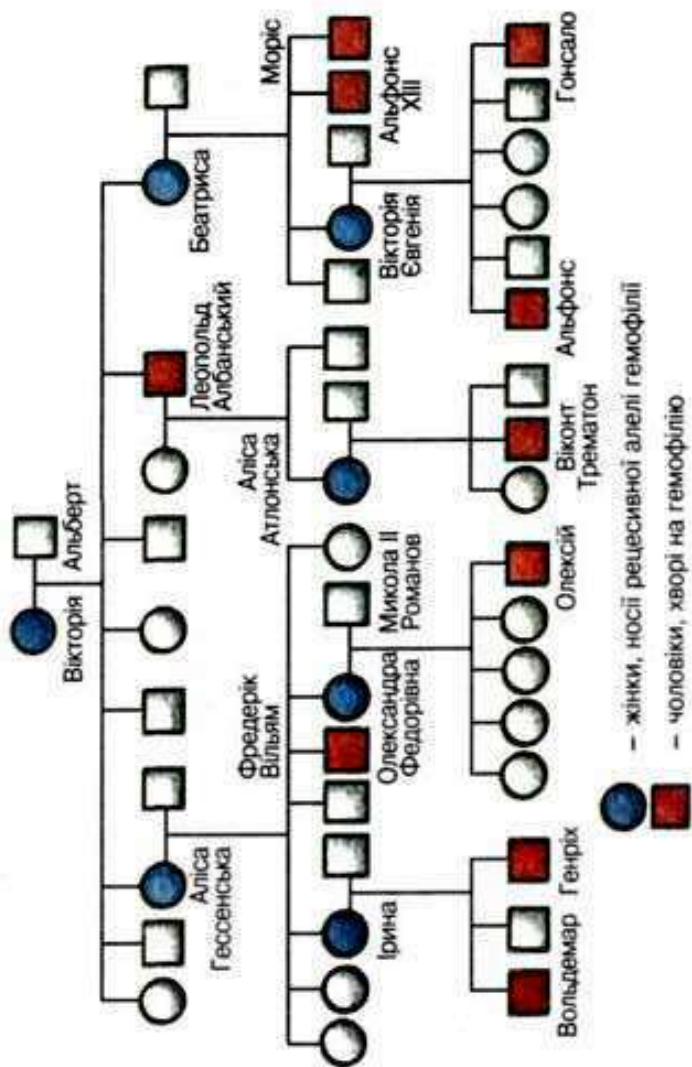 Вікторія
Альберт
Аліса
Гессенська
Леопольд
Албанський
Беатриса
Фредерік
Вільям
Аліса
Атлонська
Моріс
Ірина
Олександра
Федорівна
Микола II
Романов
Вікторія
Євгенія
Альфонс
XIII
Вольдемар
Генріх
Олексій
Віконт
Трематон
Альфонс
Гонсало
– жінки, носії рецесивної алелі гемофілії
– чоловіки, хворі на гемофілію